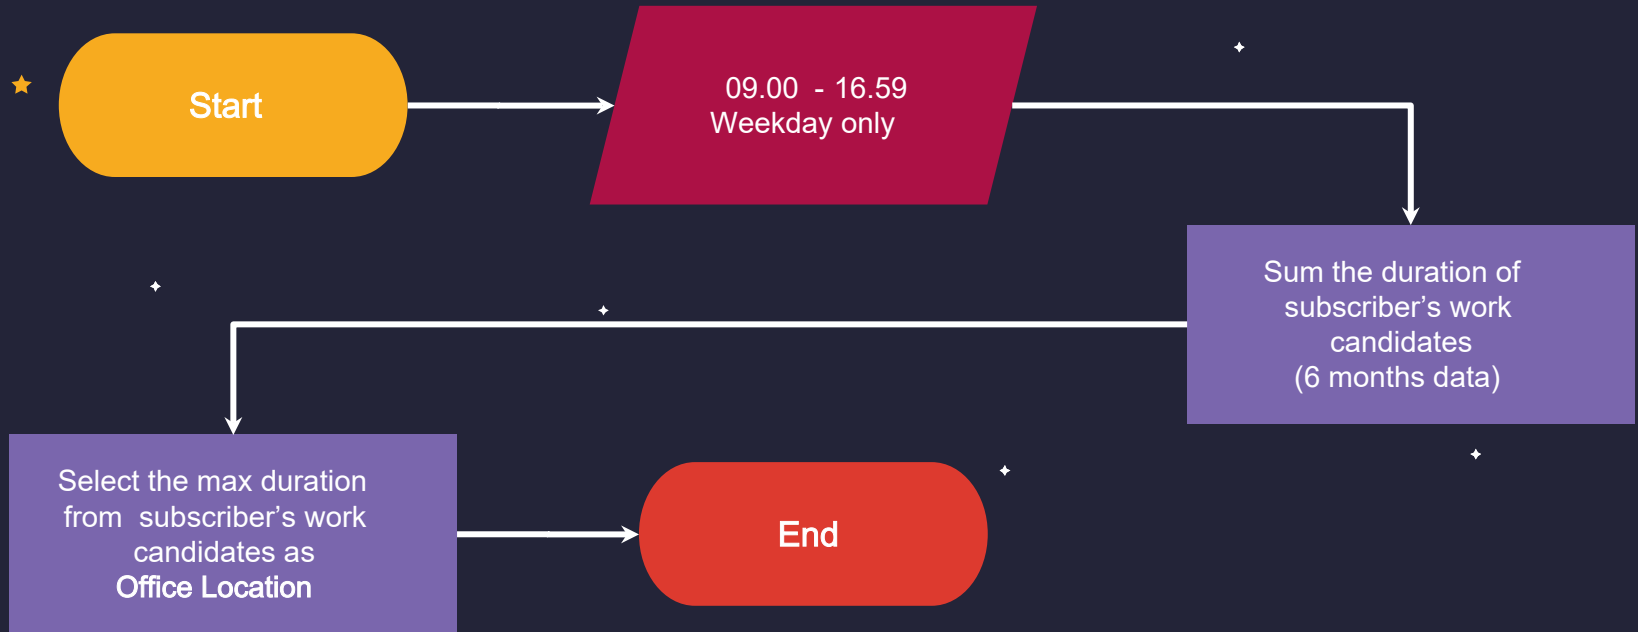 Start
09.00 - 16.59
Weekday only
Sum the duration of
subscriber's work
candidates
(6 months data)
Select the max duration
from subscriber's work
candidates as
Office Location
End